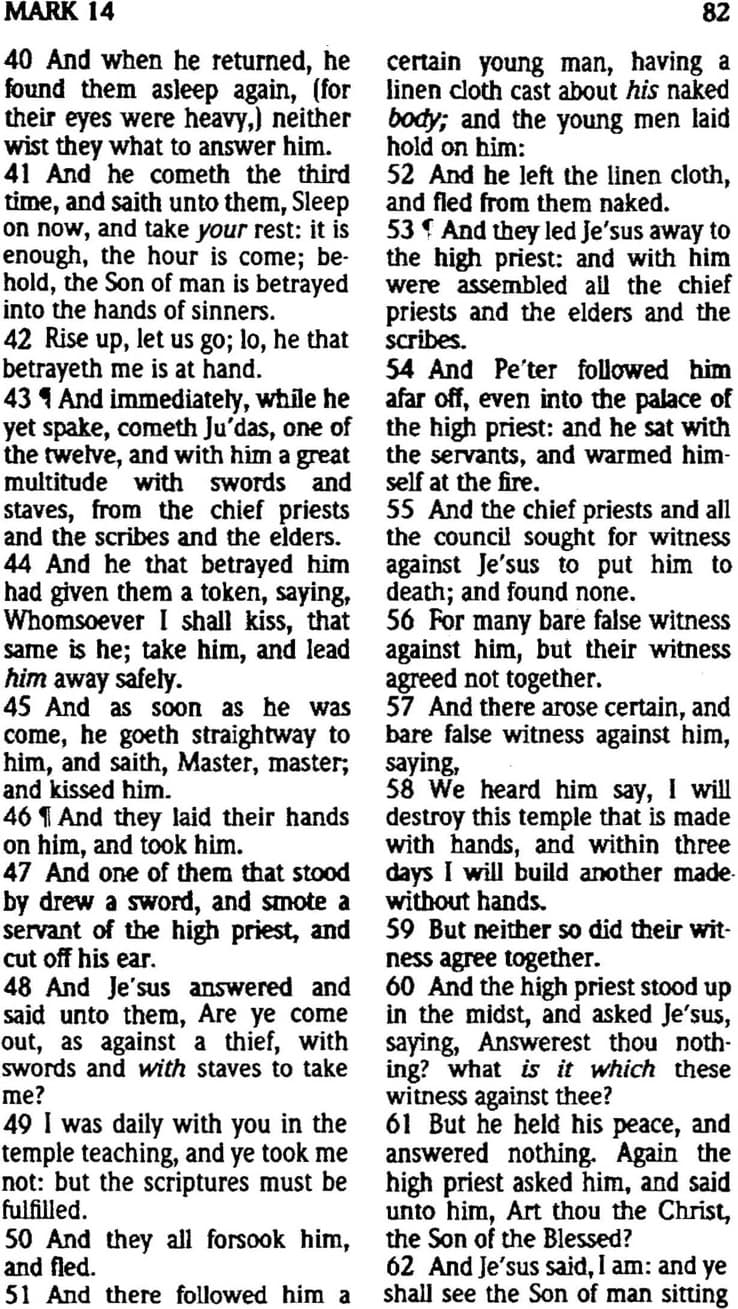 MARK 14
82
40 And when he returned, he
found them asleep again, (for
their eyes were heavy,) neither
wist they what to answer him.
41 And he cometh the third
time, and saith unto them, Sleep
on now, and take your rest: it is
enough, the hour is come; be-
hold, the Son of man is betrayed
into the hands of sinners.
42 Rise up, let us go; lo, he that
betrayeth me is at hand.
43 ¶ And immediately, while he
yet spake, cometh Ju'das, one of
the twelve, and with him a great
multitude with swords and
staves, from the chief priests
and the scribes and the elders.
44 And he that betrayed him
had given them a token, saying,
Whomsoever I shall kiss, that
same is he; take him, and lead
him away safely.
45 And as soon as he was
come, he goeth straightway to
him, and saith, Master, master;
and kissed him.
46 ¶ And they laid their hands
on him, and took him.
47 And one of them that stood
by drew a sword, and smote a
servant of the high priest, and
cut off his ear.
48 And Je'sus answered and
said unto them, Are ye come
out, as against a thief, with
swords and with staves to take
me?
49 I was daily with you in the
temple teaching, and ye took me
not: but the scriptures must be
fulfilled.
50 And they all forsook him,
and fled.
51 And there followed him a
certain young man, having a
linen cloth cast about his naked
body; and the young men laid
hold on him:
52 And he left the linen cloth,
and fled from them naked.
53 ¶ And they led Je'sus away to
the high priest: and with him
were assembled all the chief
priests and the elders and the
scribes.
54 And Pe'ter followed him
afar off, even into the palace of
the high priest: and he sat with
the servants, and warmed him-
self at the fire.
55 And the chief priests and all
the council sought for witness
against Je'sus to put him to
death; and found none.
56 For many bare false witness
against him, but their witness
agreed not together.
57 And there arose certain, and
bare false witness against him,
saying,
58 We heard him say, I will
destroy this temple that is made
with hands, and within three
days I will build another made
without hands.
59 But neither so did their wit-
ness agree together.
60 And the high priest stood up
in the midst, and asked Je'sus,
saying, Answerest thou noth-
ing? what is it which these
witness against thee?
61 But he held his peace, and
answered nothing. Again the
high priest asked him, and said
unto him, Art thou the Christ,
the Son of the Blessed?
62 And Je'sus said, I am: and ye
shall see the Son of man sitting